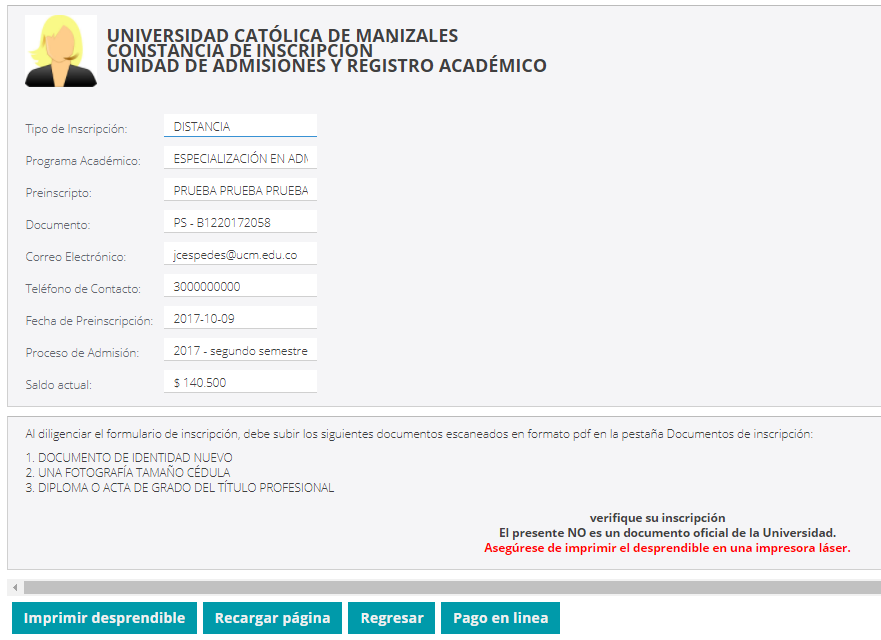 UNIVERSIDAD CATÓLICA DE MANIZALES
CONSTANCIA DE INSCRIPCION
UNIDAD DE ADMISIONES Y REGISTRO ACADÉMICO
Tipo de Inscripción: DISTANCIA
Programa Académico: ESPECIALIZACIÓN EN ADM
Preinscripto: PRUEBA PRUEBA PRUEBA
Documento: PS - B1220172058
Correo Electrónico: jcespedes@ucm.edu.co
Teléfono de Contacto: 3000000000
Fecha de Preinscripción: 2017-10-09
Proceso de Admisión: 2017 - segundo semestre
Saldo actual: $ 140.500
Al diligenciar el formulario de inscripción, debe subir los siguientes documentos escaneados en formato pdf en la pestaña Documentos de inscripción:
1. DOCUMENTO DE IDENTIDAD NUEVO
2. UNA FOTOGRAFÍA TAMAÑO CÉDULA
3. DIPLOMA O ACTA DE GRADO DEL TÍTULO PROFESIONAL
verifique su inscripción
El presente NO es un documento oficial de la Universidad.
Asegúrese de imprimir el desprendible en una impresora láser.
Imprimir desprendible Recargar página Regresar Pago en linea